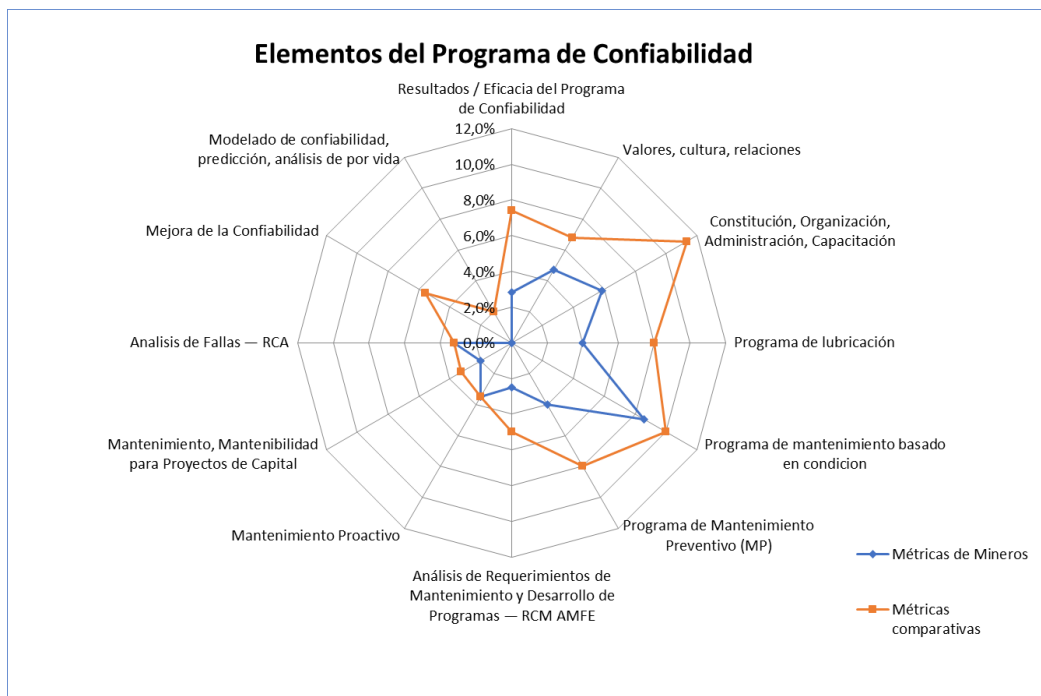 Elementos del Programa de Confiabilidad
Resultados / Eficacia del Programa
de Confiabilidad
Valores, cultura, relaciones
Constitución, Organización,
Administración, Capacitación
Programa de lubricación
Programa de mantenimiento basado
en condicion
Programa de Mantenimiento
Preventivo (MP)
Análisis de Requerimientos de
Mantenimiento y Desarrollo de
Programas — RCM AMFE
Mantenimiento Proactivo
Mantenimiento, Mantenibilidad
para Proyectos de Capital
Analisis de Fallas — RCA
Mejora de la Confiabilidad
Modelado de confiabilidad,
predicción, análisis de por vida
12,0%
10,0%
8,0%
6,0%
4,0%
2,0%
0,0%
Métricas de Mineros
Métricas
comparativas